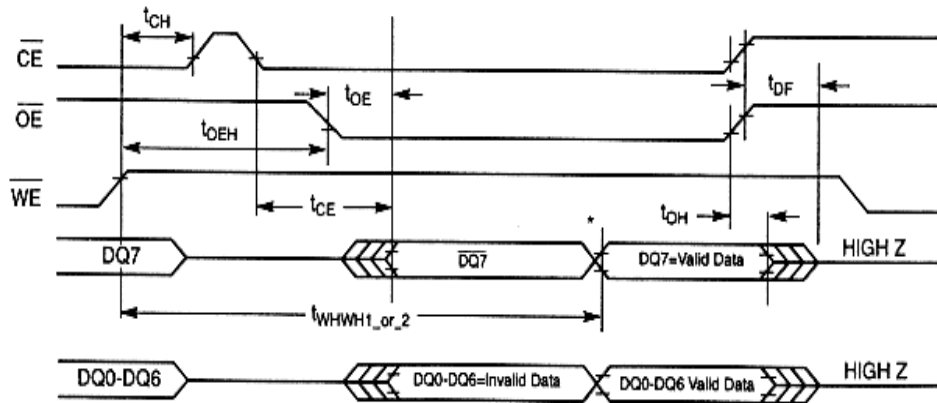 tCH
CE
tOE
tDF
OE
tOEH
WE
tCE
tOH
*
DQ7
DQ7
DQ7=Valid Data
HIGH Z
tWHWH1_or_2
DQ0-DQ6
DQ0-DQ6=Invalid Data
DQ0-DQ6 Valid Data
HIGH Z